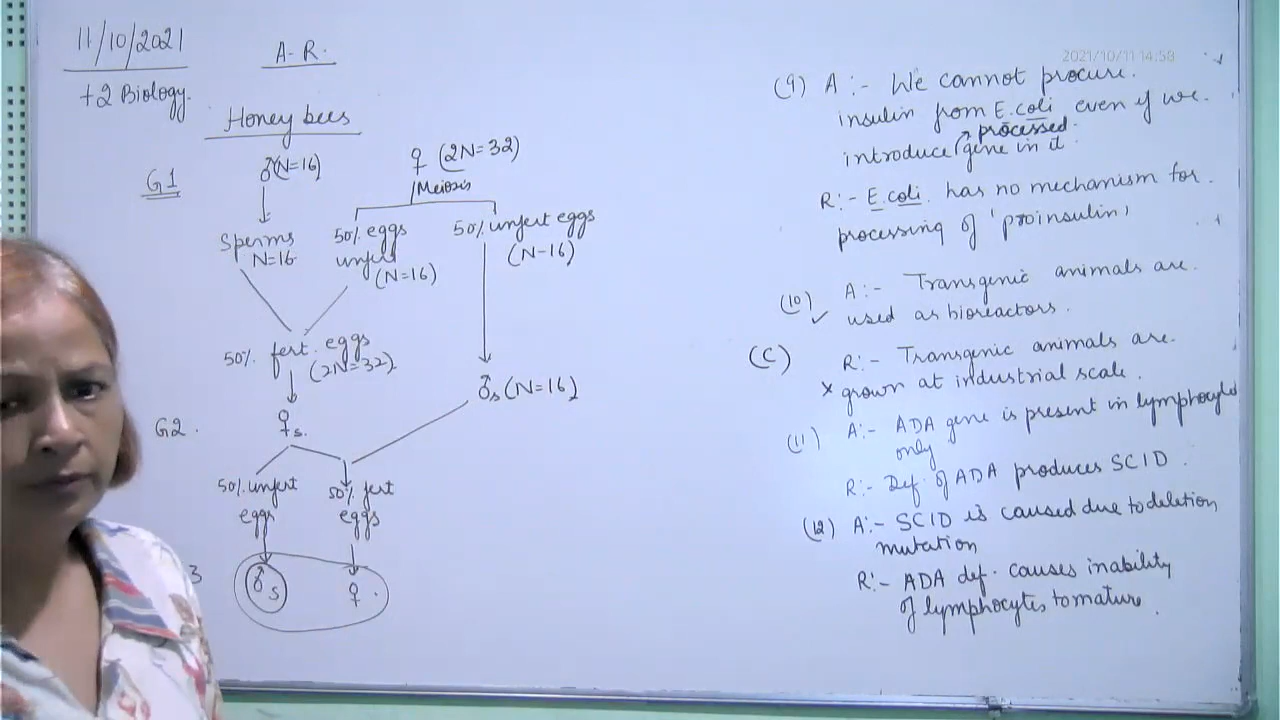 11/10/2021
+2 Biology.
A-R.
Honey bees
G1
♂(N=16)
♀ (2N=32)
Meiosis
Sperms
N=16
50% eggs
unfert
(N=16)
50% unfert eggs
(N-16)
50% fert. eggs
(2N=32)
♂s (N=16)
G2.
♀s.
50% unfert
eggs
50% fert
eggs
3
♂s
♀.
2021/10/11 14:58
(9) A :- We cannot procure.
insulin from E.coli even if we.
processed.
introduce gene in it.
R:- E.coli has no mechanism for.
processing of 'proinsulin'
(10) A :- Transgenic animals are.
✓ used as bioreactors.
(C)
R :- Transgenic animals are.
x grown at industrial scale.
(11) A:- ADA gene is present in lymphocytes
only
R:- Def. of ADA produces SCID.
(12) A:- SCID is caused due to deletion
mutation
R:- ADA def. causes inability
of lymphocytes to mature.